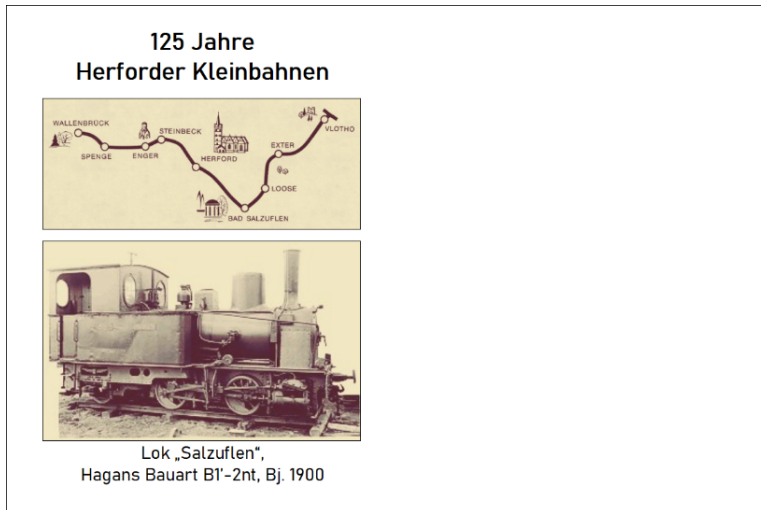 125 Jahre
Herforder Kleinbahnen
WALLENBRÜCK
SPENGE
ENGER
STEINBECK
HERFORD
BAD SALZUFLEN
LOOSE
EXTER
VLOTHO
Lok „Salzuflen“,
Hagans Bauart B1'-2nt, Bj. 1900